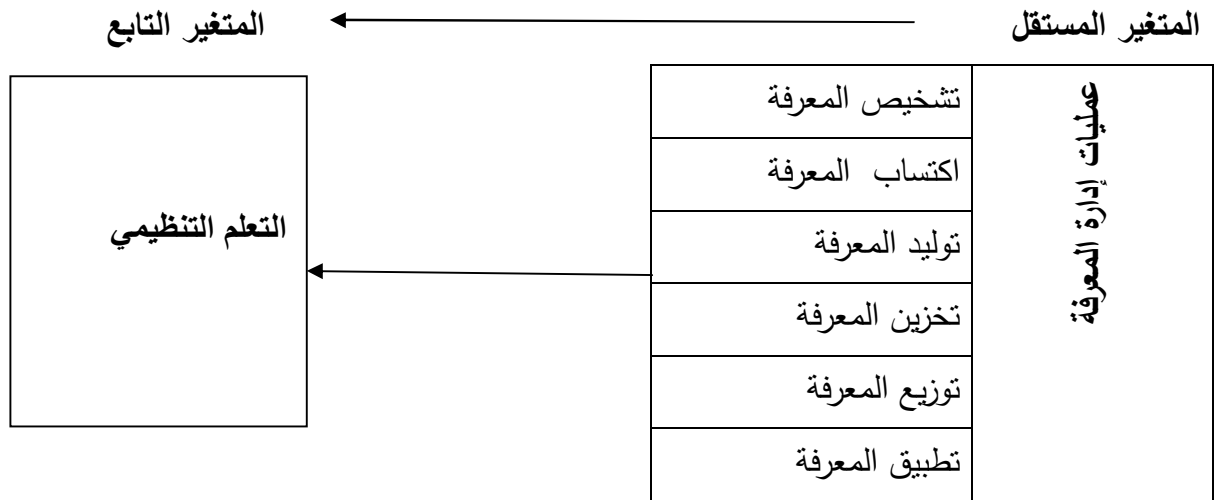 المتغير المستقل
المتغير التابع
عمليات إدارة المعرفة
تشخيص المعرفة
اكتساب المعرفة
توليد المعرفة
تخزين المعرفة
توزيع المعرفة
تطبيق المعرفة
التعلم التنظيمي